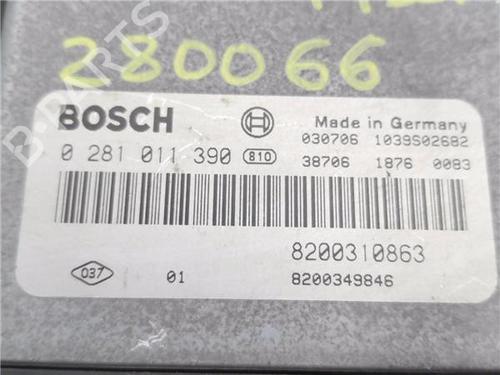 280066
BOSCH
Made in Germany
030706 1039S02682
0 281 011 390 810
38706 1876 0083
8200310863
037 01
8200349846
B-PARTS